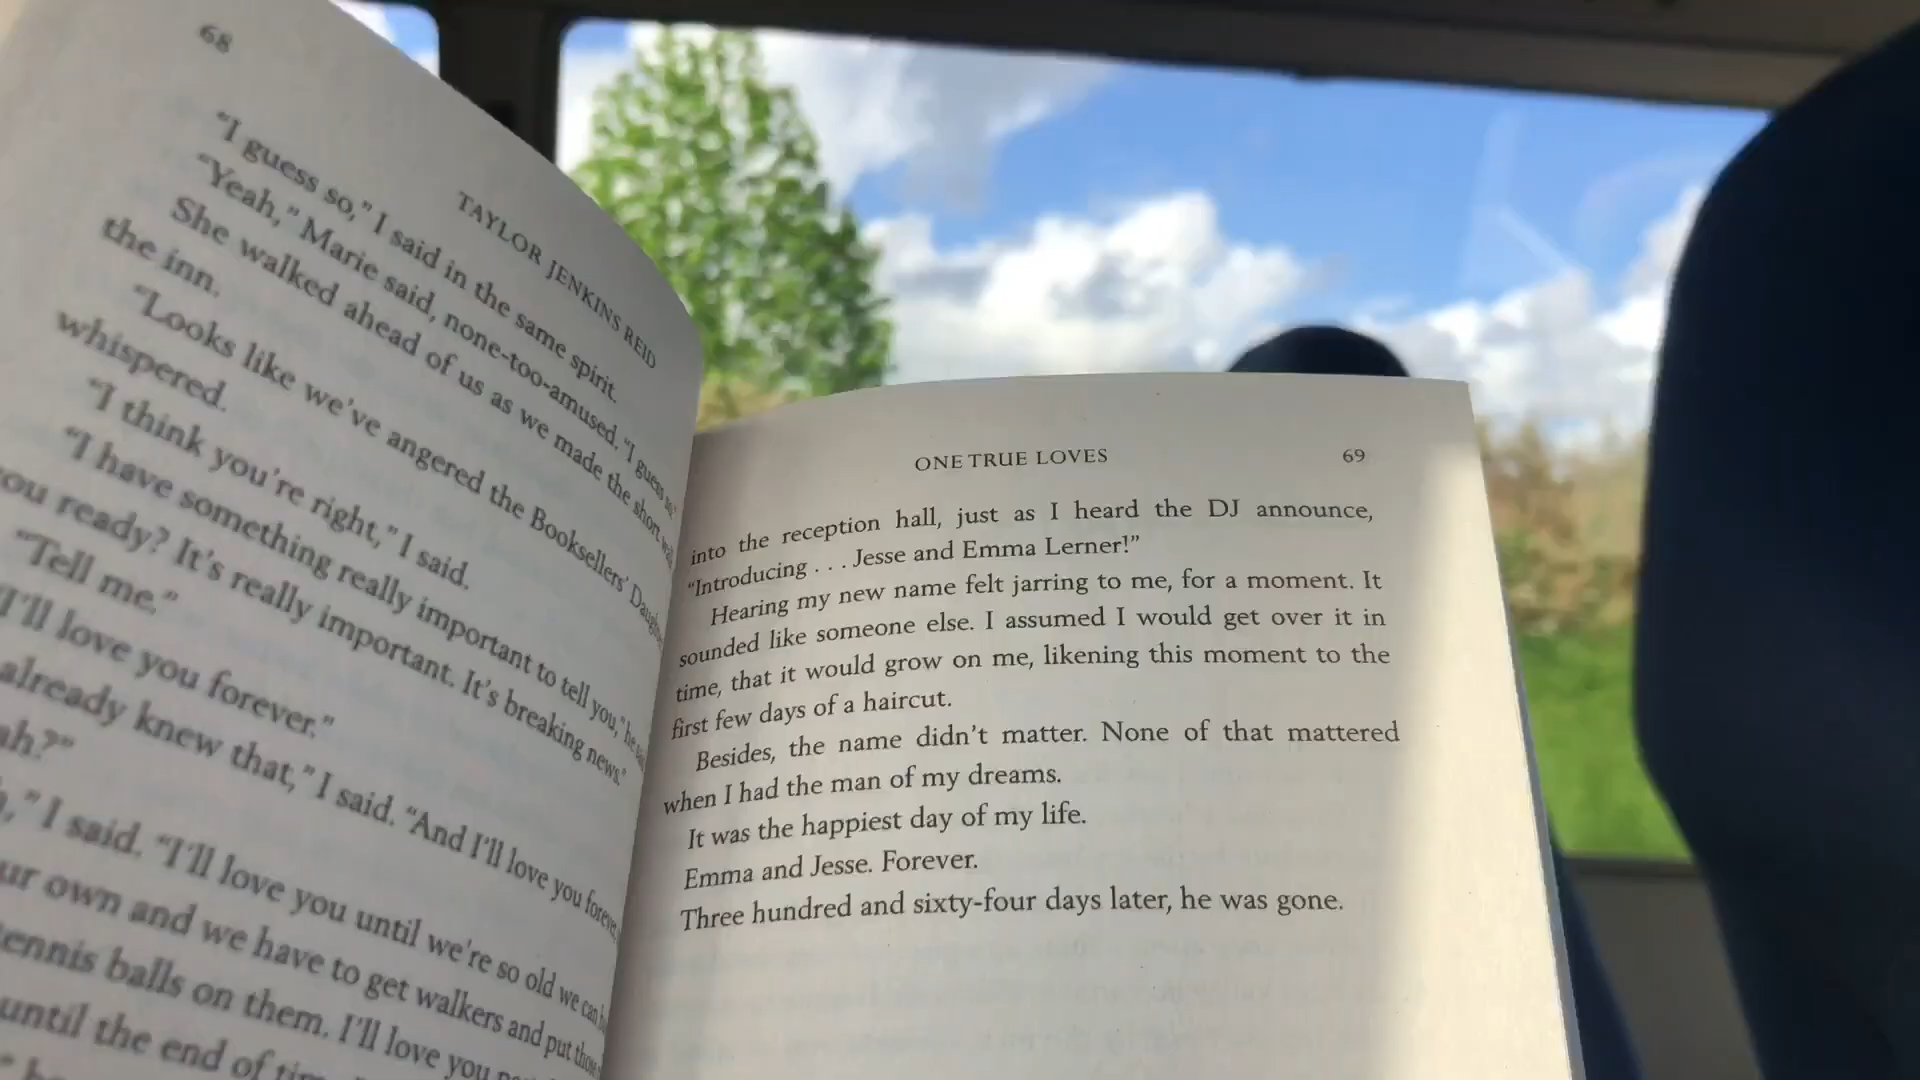 68
TAYLOR JENKINS REID
“I guess so,” I said in the same spirit.
“Yeah,” Marie said, none-too-amused. “I guess so.”
She walked ahead of us as we made the short walk
the inn.
“Looks like we’ve angered the Booksellers’
whispered.
“I think you’re right,” I said.
“I have something really important to tell you,” he
you ready? It’s really important. It’s breaking news.”
“Tell me.”
“I’ll love you forever.”
already knew that,” I said. “And I’ll love you forever,
I said. “I’ll love you until we’re so old we can
own and we have to get walkers and put
tennis balls on them. I’ll love you
until the end of
ONE TRUE LOVES
69
into the reception hall, just as I heard the DJ announce,
“Introducing . . . Jesse and Emma Lerner!”
Hearing my new name felt jarring to me, for a moment. It
sounded like someone else. I assumed I would get over it in
time, that it would grow on me, likening this moment to the
first few days of a haircut.
Besides, the name didn’t matter. None of that mattered
when I had the man of my dreams.
It was the happiest day of my life.
Emma and Jesse. Forever.
Three hundred and sixty-four days later, he was gone.